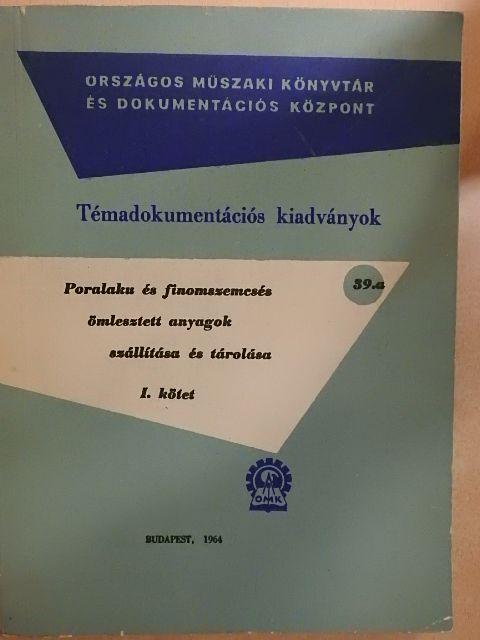 ORSZÁGOS MŰSZAKI KÖNYVTÁR
ÉS DOKUMENTÁCIÓS KÖZPONT
Témadokumentációs kiadványok
39.a
Poralaku és finomszemcsés
ömlesztett anyagok
szállítása és tárolása
I. kötet
OMK
BUDAPEST, 1964